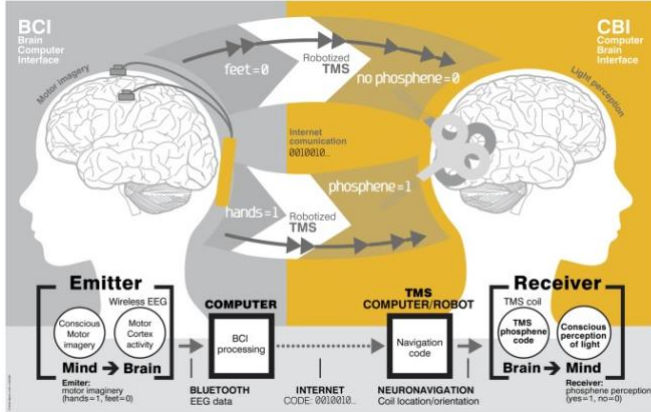 BCI
Brain
Computer
Interface
CBI
Computer
Brain
Interface
Motor imagery
feet=0
Robotized
TMS
no phosphene=0
Light perception
Internet
comunication
0010010..
hands=1
Robotized
TMS
phosphene=1
Emitter
Wireless EEG
Conscious
Motor
imagery
Motor
Cortex
activity
Mind
Brain
Emiter:
motor imaginery
(hands=1, feet=0)
COMPUTER
BCI
processing
BLUETOOTH
EEG data
INTERNET
CODE: 0010010..
TMS
COMPUTER/ROBOT
Navigation
code
NEURONAVIGATION
Coil location/orientation
Receiver
TMS coil
TMS
phosphene
code
Conscious
perception
of light
Brain
Mind
Receiver:
phosphene perception
(yes=1, no=0)